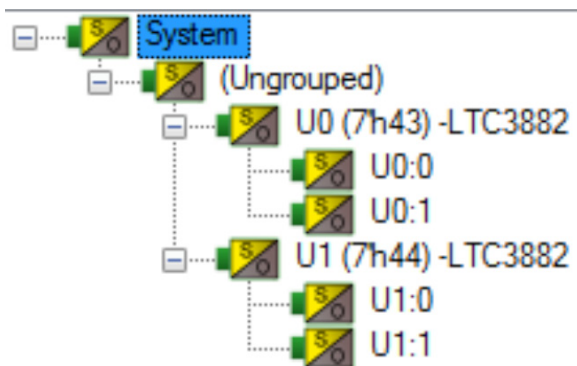 System
(Ungrouped)
U0 (7'h43) -LTC3882
U0:0
U0:1
U1 (7'h44) -LTC3882
U1:0
U1:1